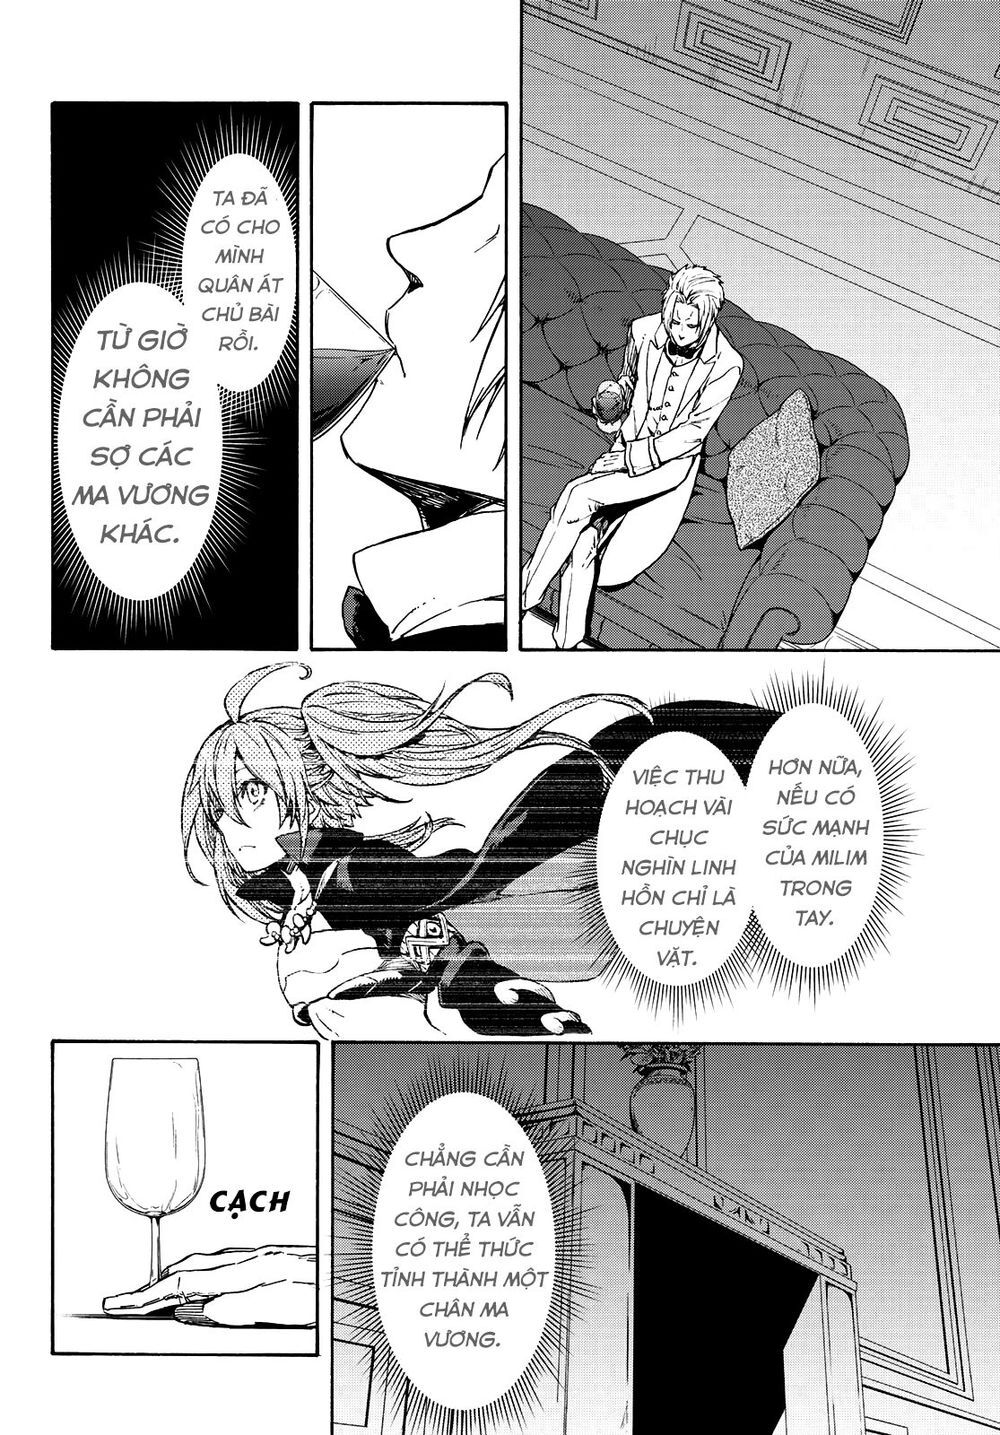 TA ĐÃ
CÓ CHO
MÌNH
QUÂN ÁT
CHỦ BÀI
RỒI.
TỪ GIỜ
KHÔNG
CẦN PHẢI
SỢ CÁC
MA VƯƠNG
KHÁC.
HƠN NỮA,
NẾU CÓ
SỨC MẠNH
CỦA MILIM
TRONG
TAY.
VIỆC THU
HOẠCH VÀI
CHỤC
NGHÌN LINH
HỒN CHỈ LÀ
CHUYỆN
VẶT.
CHẲNG CẦN
PHẢI NHỌC
CÔNG, TA VẪN
CÓ THỂ THỨC
TỈNH THÀNH MỘT
CHÂN MA
VƯƠNG.
CẠCH